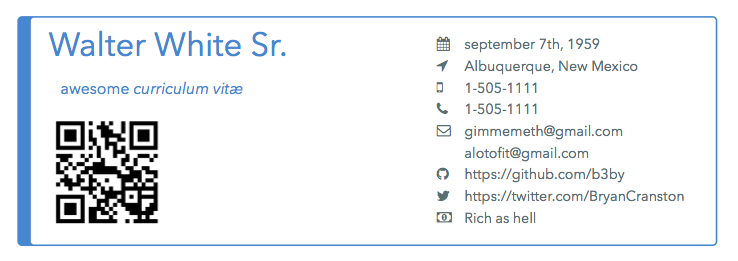 Walter White Sr.
awesome curriculum vitæ
september 7th, 1959
Albuquerque, New Mexico
1-505-1111
1-505-1111
gimmemeth@gmail.com
alotofit@gmail.com
https://github.com/b3by
https://twitter.com/BryanCranston
Rich as hell